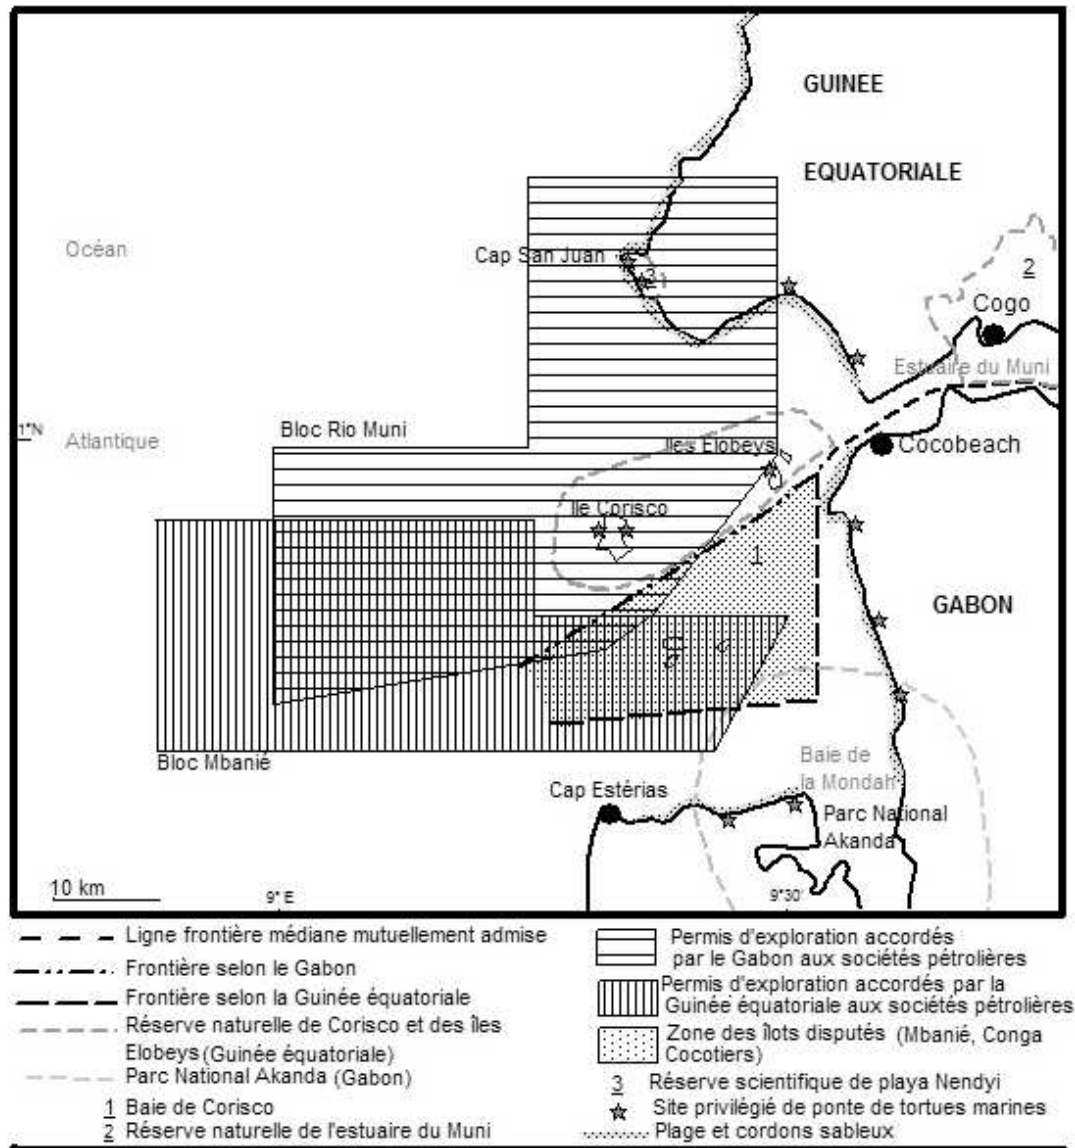 GUINEE
EQUATORIALE
Océan
Cap San Juan
3
2
Cogo
Estuaire du Muni
1°N
Atlantique
Bloc Rio Muni
Iles Elobeys
Cocobeach
Ile Corisco
1
GABON
Bloc Mbanié
Baie de
la Mondah
Cap Estérias
Parc National
Akanda
10 km
9° E
9°30'
Ligne frontière médiane mutuellement admise
Frontière selon le Gabon
Frontière selon la Guinée équatoriale
Réserve naturelle de Corisco et des îles
Elobeys (Guinée équatoriale)
Parc National Akanda (Gabon)
1 Baie de Corisco
2 Réserve naturelle de l'estuaire du Muni
Permis d'exploration accordés
par le Gabon aux sociétés pétrolières
Permis d'exploration accordés par la
Guinée équatoriale aux sociétés pétrolières
Zone des îlots disputés (Mbanié, Conga
Cocotiers)
3 Réserve scientifique de playa Nendyi
Site privilégié de ponte de tortues marines
Plage et cordons sableux